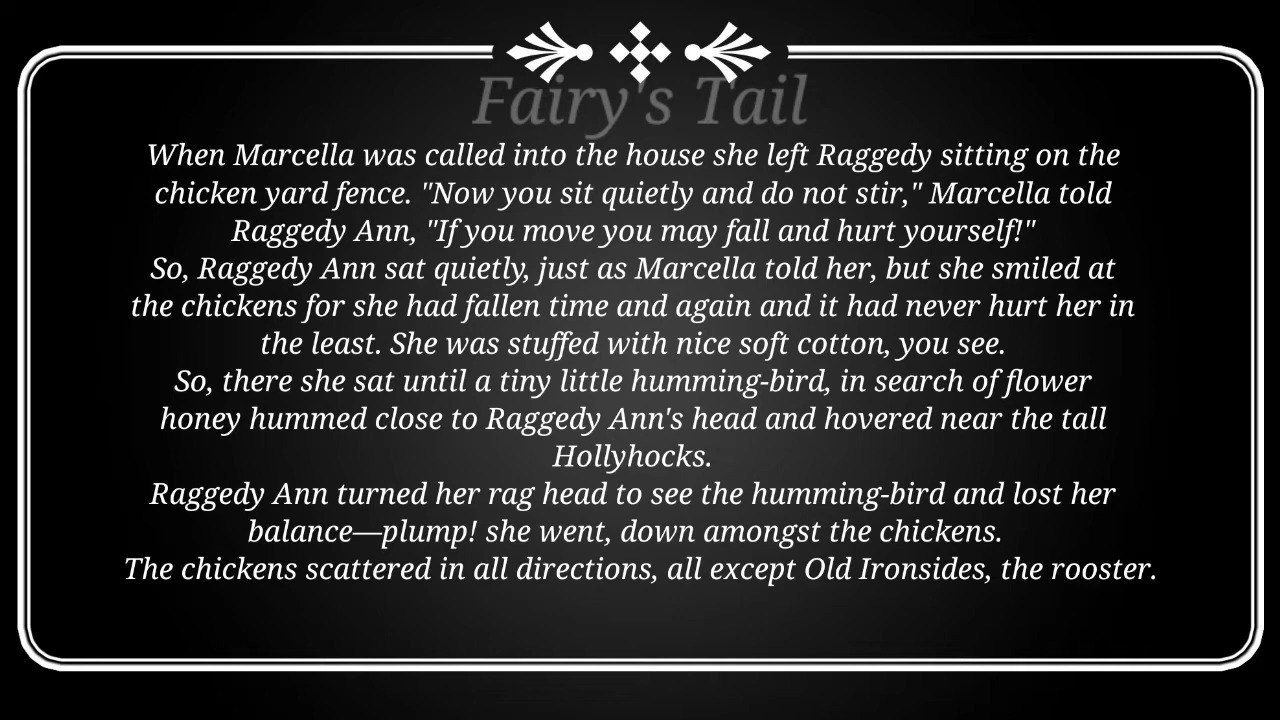 Fairy's Tail
When Marcella was called into the house she left Raggedy sitting on the
chicken yard fence. "Now you sit quietly and do not stir," Marcella told
Raggedy Ann, "If you move you may fall and hurt yourself!"
So, Raggedy Ann sat quietly, just as Marcella told her, but she smiled at
the chickens for she had fallen time and again and it had never hurt her in
the least. She was stuffed with nice soft cotton, you see.
So, there she sat until a tiny little humming-bird, in search of flower
honey hummed close to Raggedy Ann's head and hovered near the tall
Hollyhocks.
Raggedy Ann turned her rag head to see the humming-bird and lost her
balance—plump! she went, down amongst the chickens.
The chickens scattered in all directions, all except Old Ironsides, the rooster.